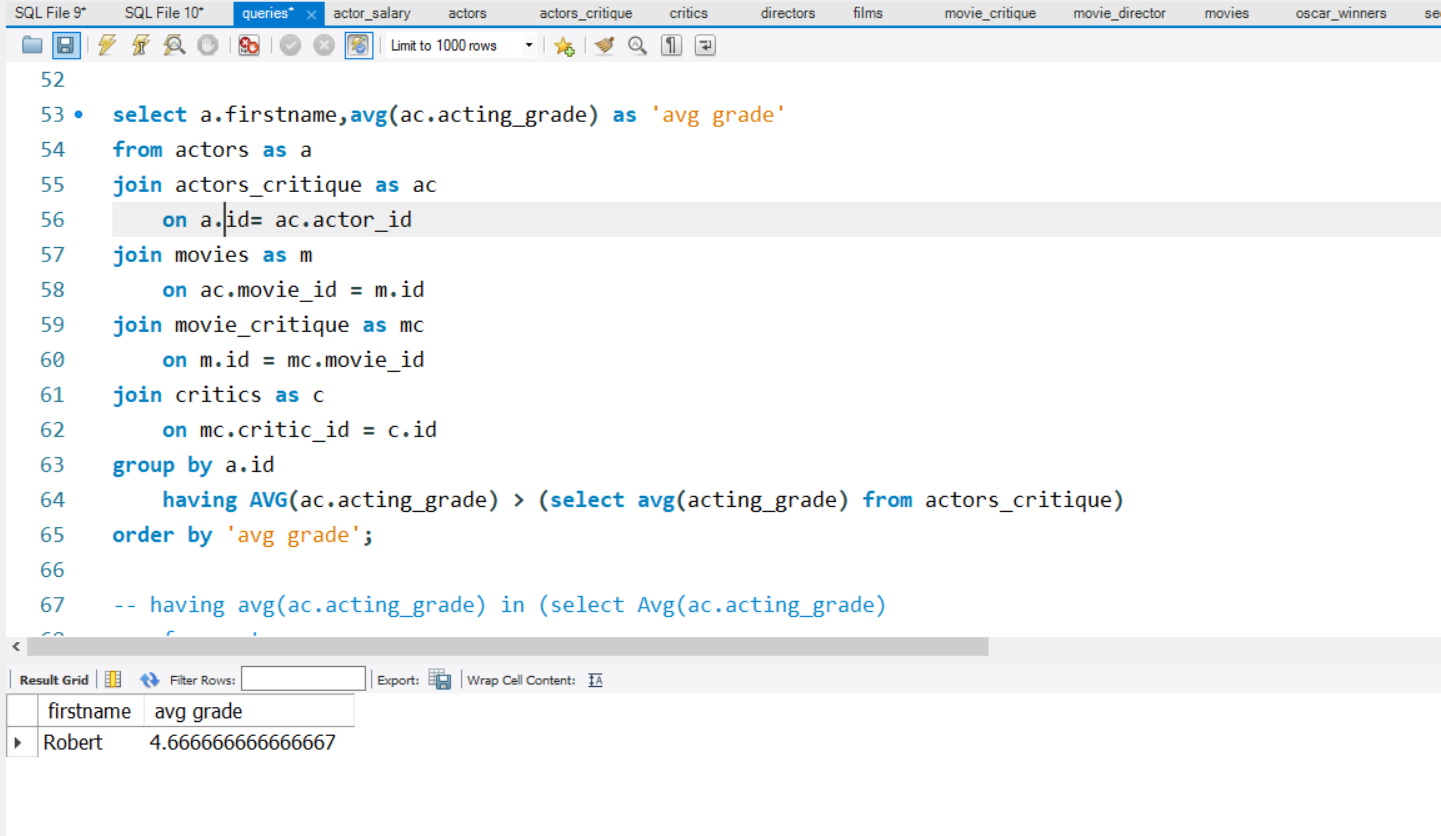 SQL File 9* SQL File 10* queries* actor_salary actors actors_critique critics directors films movie_critique movie_director movies oscar_winners
Limit to 1000 rows
52
53 select a.firstname,avg(ac.acting_grade) as 'avg grade'
54 from actors as a
55 join actors_critique as ac
56 on a.id= ac.actor_id
57 join movies as m
58 on ac.movie_id = m.id
59 join movie_critique as mc
60 on m.id = mc.movie_id
61 join critics as c
62 on mc.critic_id = c.id
63 group by a.id
64 having AVG(ac.acting_grade) > (select avg(acting_grade) from actors_critique)
65 order by 'avg grade';
66
67 -- having avg(ac.acting_grade) in (select Avg(ac.acting_grade)
Result Grid Filter Rows: Export: Wrap Cell Content:
firstname avg grade
Robert 4.666666666666667